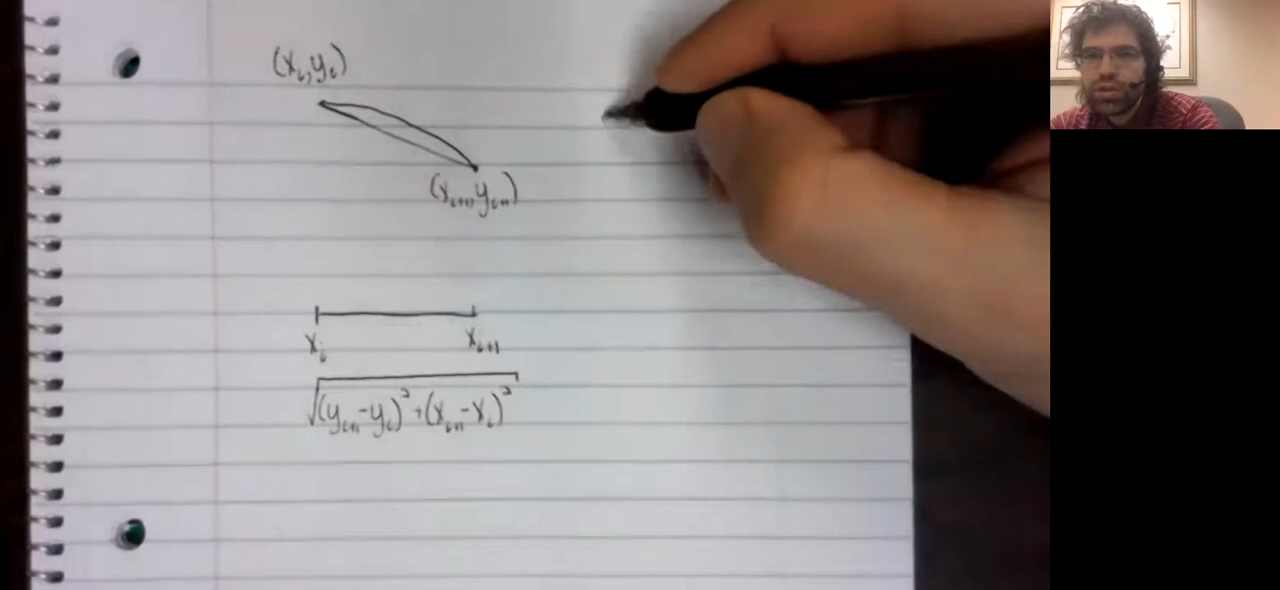 (xᵢ, yᵢ)
(xᵢ₊₁, yᵢ₊₁)
xᵢ xᵢ₊₁
√(yᵢ₊₁ - yᵢ)² + (xᵢ₊₁ - xᵢ)²